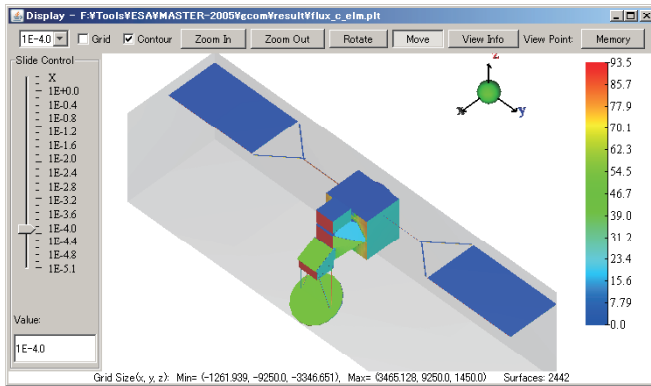 Display - F:¥Tools¥ESA¥MASTER-2005¥gcom¥result¥flux_c_elm.plt
1E-4.0 Grid Contour Zoom In Zoom Out Rotate Move View Info View Point: Memory
Slide Control
X
1E+0.0
1E-0.4
1E-0.8
1E-1.2
1E-1.6
1E-2.0
1E-2.4
1E-2.8
1E-3.2
1E-3.6
1E-4.0
1E-4.4
1E-4.8
1E-5.1
Value:
1E-4.0
z
x
y
93.5
85.7
77.9
70.1
62.3
54.5
46.7
39.0
31.2
23.4
15.6
7.79
0.0
Grid Size(x, y, z): Min= (-1261.939, -9250.0, -3346.651), Max= (3465.128, 9250.0, 1450.0) Surfaces: 2442